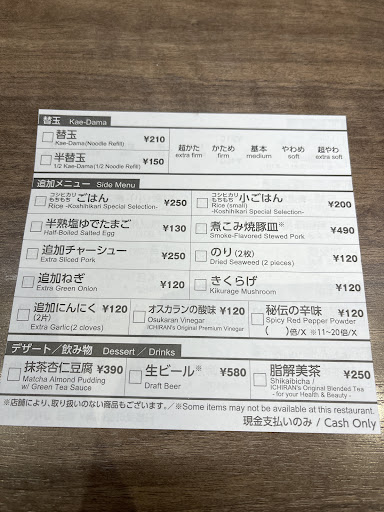 替玉 Kae-Dama
替玉 ¥210
Kae-Dama(Noodle Refill)
半替玉 ¥150
1/2 Kae-Dama(1/2 Noodle Refill)
超かた かため 基本 やわめ 超やわ
extra firm firm medium soft extra soft
追加メニュー Side Menu
コシヒカリ もちもち ごはん ¥250
Rice -Koshihikari Special Selection-
コシヒカリ もちもち 小ごはん ¥200
Rice (small)
-Koshihikari Special Selection-
半熟塩ゆでたまご ¥130
Half Boiled Salted Egg
煮こみ焼豚皿※ ¥490
Smoke-Flavored Stewed Pork
追加チャーシュー ¥250
Extra Sliced Pork
のり(2枚) ¥120
Dried Seaweed (2 pieces)
追加ねぎ ¥120
Extra Green Onion
きくらげ ¥120
Kikurage Mushroom
追加にんにく ¥120
(2片)
Extra Garlic(2 cloves)
オスカランの酸味 ¥120
Osukaran Vinegar
ICHIRAN's Original Premium Vinegar
秘伝の辛味 ¥120
Spicy Red Pepper Powder
( )倍/X ※11~20倍/X
デザート／飲み物 Dessert / Drinks
抹茶杏仁豆腐 ¥390
Matcha Almond Pudding
w/ Green Tea Sauce
生ビール※ ¥580
Draft Beer
脂解美茶 ¥250
Shikaibicha /
ICHIRAN's Original Blended Tea
- for your Health & Beauty -
※店舗により、取り扱いのない商品もございます。／※Some items may not be available at this restaurant.
現金支払いのみ / Cash Only